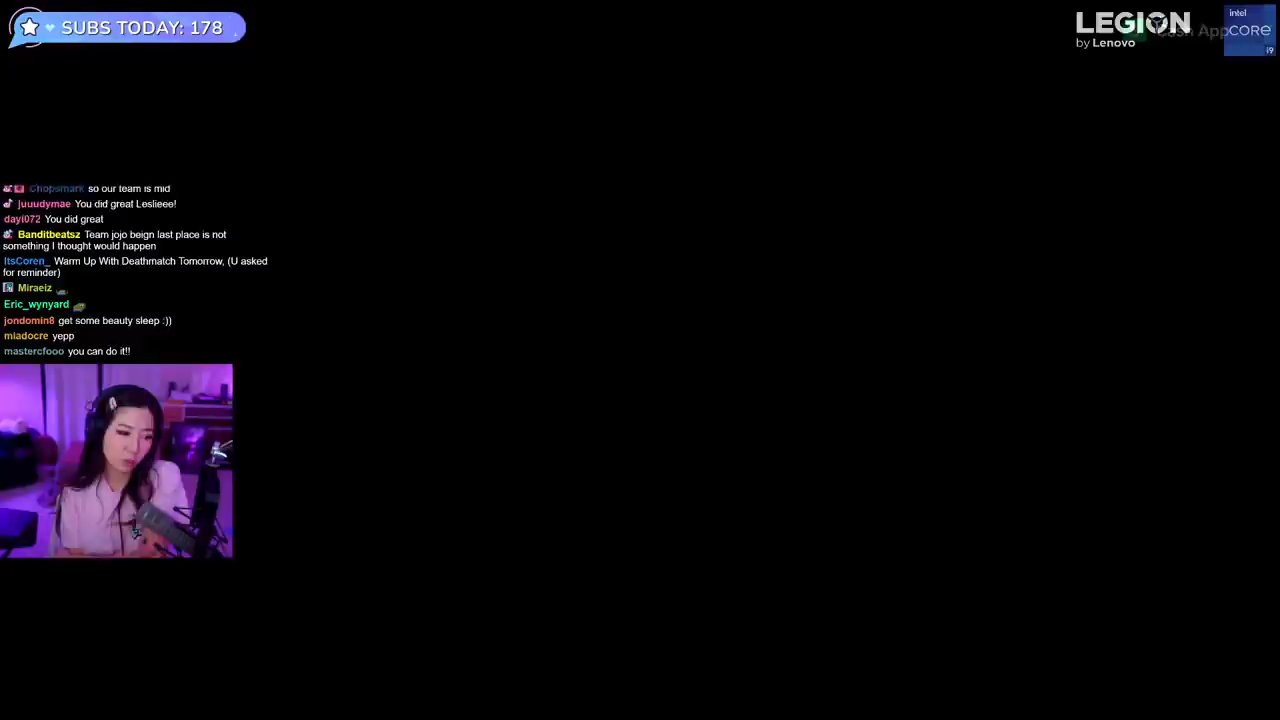 SUBS TODAY: 178
LEGION
by Lenovo
Cash App
intel
CORE
i9
Chopsmark so our team is mid
juuudymae You did great Leslieee!
dayi072 You did great
Banditbeatsz Team jojo beign last place is not
something I thought would happen
ItsCoren_ Warm Up With Deathmatch Tomorrow, (U asked
for reminder)
Miraeiz
Eric_wynyard
jondomin8 get some beauty sleep :))
miadocre yepp
mastercfooo you can do it!!